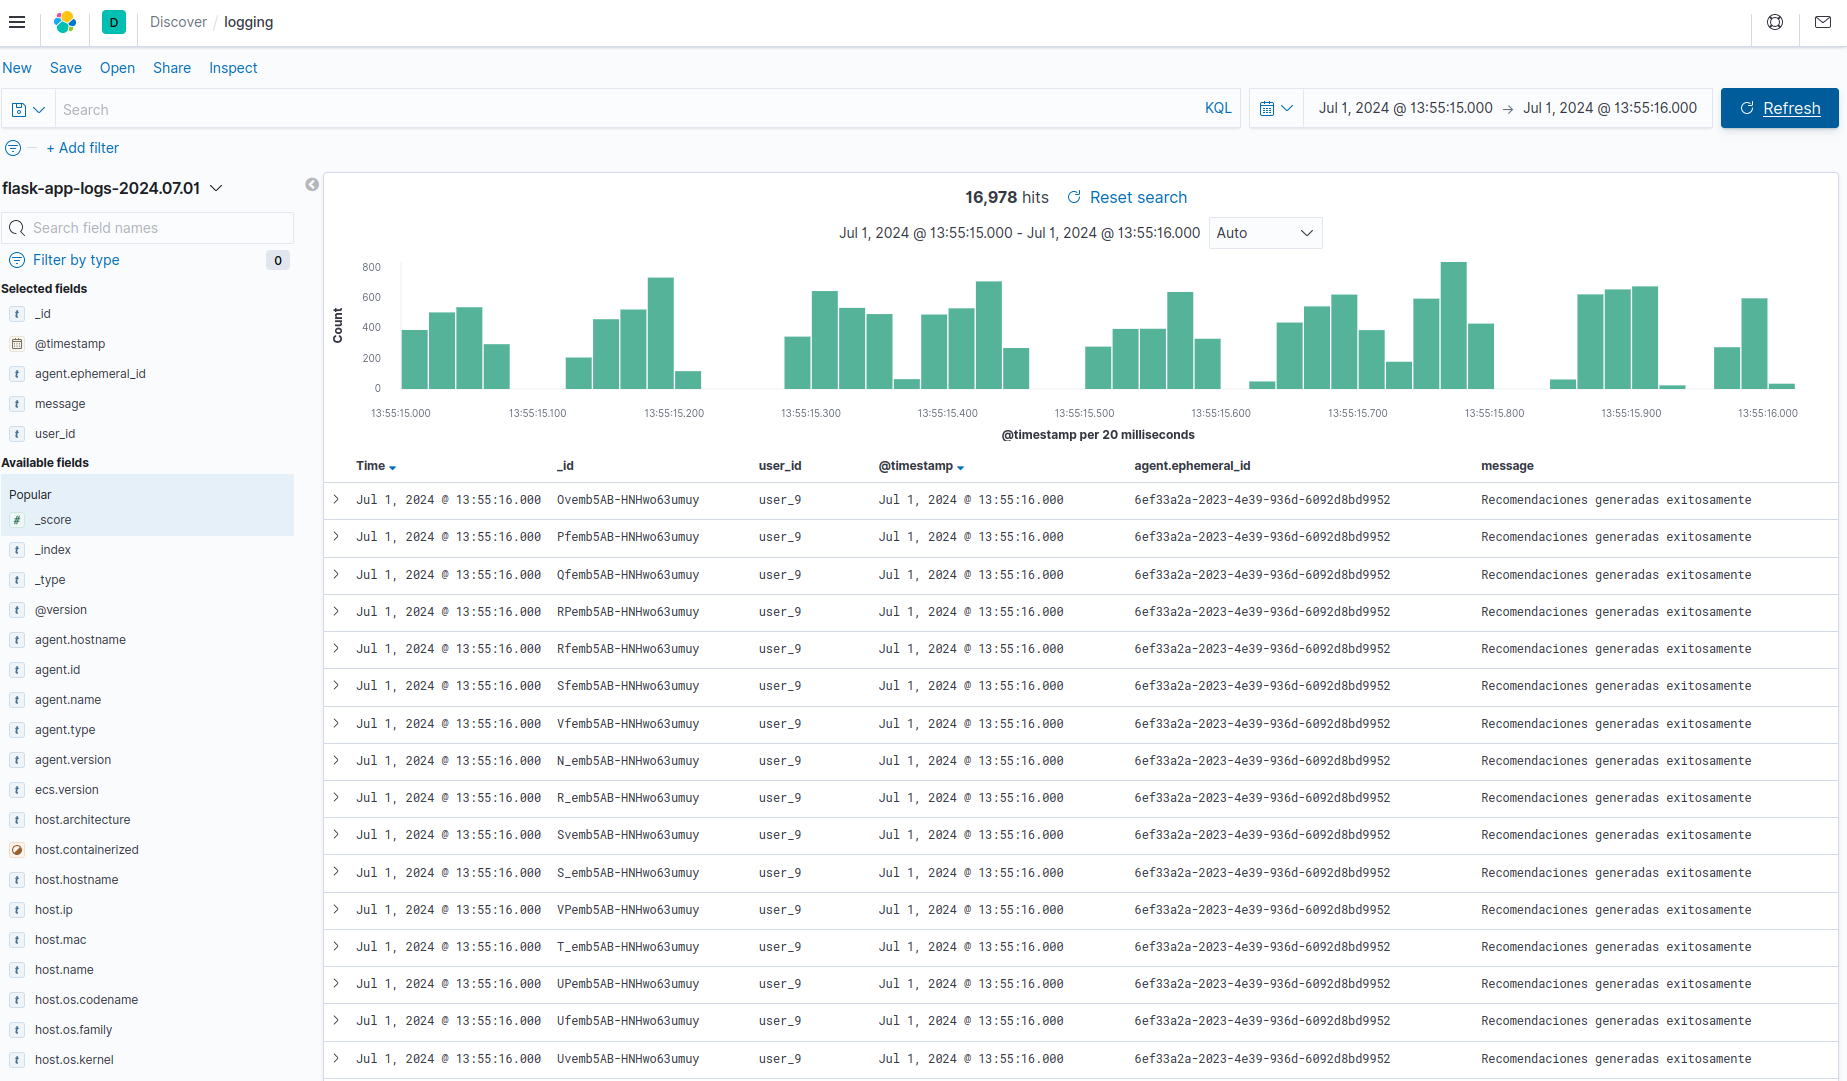 D Discover / logging
New Save Open Share Inspect
Search KQL Jul 1, 2024 @ 13:55:15.000 → Jul 1, 2024 @ 13:55:16.000 Refresh
+ Add filter
flask-app-logs-2024.07.01
Search field names
Filter by type 0
Selected fields
t _id
@timestamp
t agent.ephemeral_id
t message
t user_id
Available fields
Popular
# _score
t _index
t _type
t @version
t agent.hostname
t agent.id
t agent.name
t agent.type
t agent.version
t ecs.version
t host.architecture
host.containerized
t host.hostname
t host.ip
t host.mac
t host.name
t host.os.codename
t host.os.family
t host.os.kernel
16,978 hits Reset search
Jul 1, 2024 @ 13:55:15.000 - Jul 1, 2024 @ 13:55:16.000 Auto
Count
800
600
400
200
0
13:55:15.000 13:55:15.100 13:55:15.200 13:55:15.300 13:55:15.400 13:55:15.500 13:55:15.600 13:55:15.700 13:55:15.800 13:55:15.900 13:55:16.000
@timestamp per 20 milliseconds
Time _id user_id @timestamp agent.ephemeral_id message
Jul 1, 2024 @ 13:55:16.000 Ovemb5AB-HNHwo63umuy user_9 Jul 1, 2024 @ 13:55:16.000 6ef33a2a-2023-4e39-936d-6092d8bd9952 Recomendaciones generadas exitosamente
Jul 1, 2024 @ 13:55:16.000 Pfemb5AB-HNHwo63umuy user_9 Jul 1, 2024 @ 13:55:16.000 6ef33a2a-2023-4e39-936d-6092d8bd9952 Recomendaciones generadas exitosamente
Jul 1, 2024 @ 13:55:16.000 Qfemb5AB-HNHwo63umuy user_9 Jul 1, 2024 @ 13:55:16.000 6ef33a2a-2023-4e39-936d-6092d8bd9952 Recomendaciones generadas exitosamente
Jul 1, 2024 @ 13:55:16.000 RPemb5AB-HNHwo63umuy user_9 Jul 1, 2024 @ 13:55:16.000 6ef33a2a-2023-4e39-936d-6092d8bd9952 Recomendaciones generadas exitosamente
Jul 1, 2024 @ 13:55:16.000 Rfemb5AB-HNHwo63umuy user_9 Jul 1, 2024 @ 13:55:16.000 6ef33a2a-2023-4e39-936d-6092d8bd9952 Recomendaciones generadas exitosamente
Jul 1, 2024 @ 13:55:16.000 Sfemb5AB-HNHwo63umuy user_9 Jul 1, 2024 @ 13:55:16.000 6ef33a2a-2023-4e39-936d-6092d8bd9952 Recomendaciones generadas exitosamente
Jul 1, 2024 @ 13:55:16.000 Vfemb5AB-HNHwo63umuy user_9 Jul 1, 2024 @ 13:55:16.000 6ef33a2a-2023-4e39-936d-6092d8bd9952 Recomendaciones generadas exitosamente
Jul 1, 2024 @ 13:55:16.000 N_emb5AB-HNHwo63umuy user_9 Jul 1, 2024 @ 13:55:16.000 6ef33a2a-2023-4e39-936d-6092d8bd9952 Recomendaciones generadas exitosamente
Jul 1, 2024 @ 13:55:16.000 R_emb5AB-HNHwo63umuy user_9 Jul 1, 2024 @ 13:55:16.000 6ef33a2a-2023-4e39-936d-6092d8bd9952 Recomendaciones generadas exitosamente
Jul 1, 2024 @ 13:55:16.000 Svemb5AB-HNHwo63umuy user_9 Jul 1, 2024 @ 13:55:16.000 6ef33a2a-2023-4e39-936d-6092d8bd9952 Recomendaciones generadas exitosamente
Jul 1, 2024 @ 13:55:16.000 S_emb5AB-HNHwo63umuy user_9 Jul 1, 2024 @ 13:55:16.000 6ef33a2a-2023-4e39-936d-6092d8bd9952 Recomendaciones generadas exitosamente
Jul 1, 2024 @ 13:55:16.000 VPemb5AB-HNHwo63umuy user_9 Jul 1, 2024 @ 13:55:16.000 6ef33a2a-2023-4e39-936d-6092d8bd9952 Recomendaciones generadas exitosamente
Jul 1, 2024 @ 13:55:16.000 T_emb5AB-HNHwo63umuy user_9 Jul 1, 2024 @ 13:55:16.000 6ef33a2a-2023-4e39-936d-6092d8bd9952 Recomendaciones generadas exitosamente
Jul 1, 2024 @ 13:55:16.000 UPemb5AB-HNHwo63umuy user_9 Jul 1, 2024 @ 13:55:16.000 6ef33a2a-2023-4e39-936d-6092d8bd9952 Recomendaciones generadas exitosamente
Jul 1, 2024 @ 13:55:16.000 Ufemb5AB-HNHwo63umuy user_9 Jul 1, 2024 @ 13:55:16.000 6ef33a2a-2023-4e39-936d-6092d8bd9952 Recomendaciones generadas exitosamente
Jul 1, 2024 @ 13:55:16.000 Uvemb5AB-HNHwo63umuy user_9 Jul 1, 2024 @ 13:55:16.000 6ef33a2a-2023-4e39-936d-6092d8bd9952 Recomendaciones generadas exitosamente